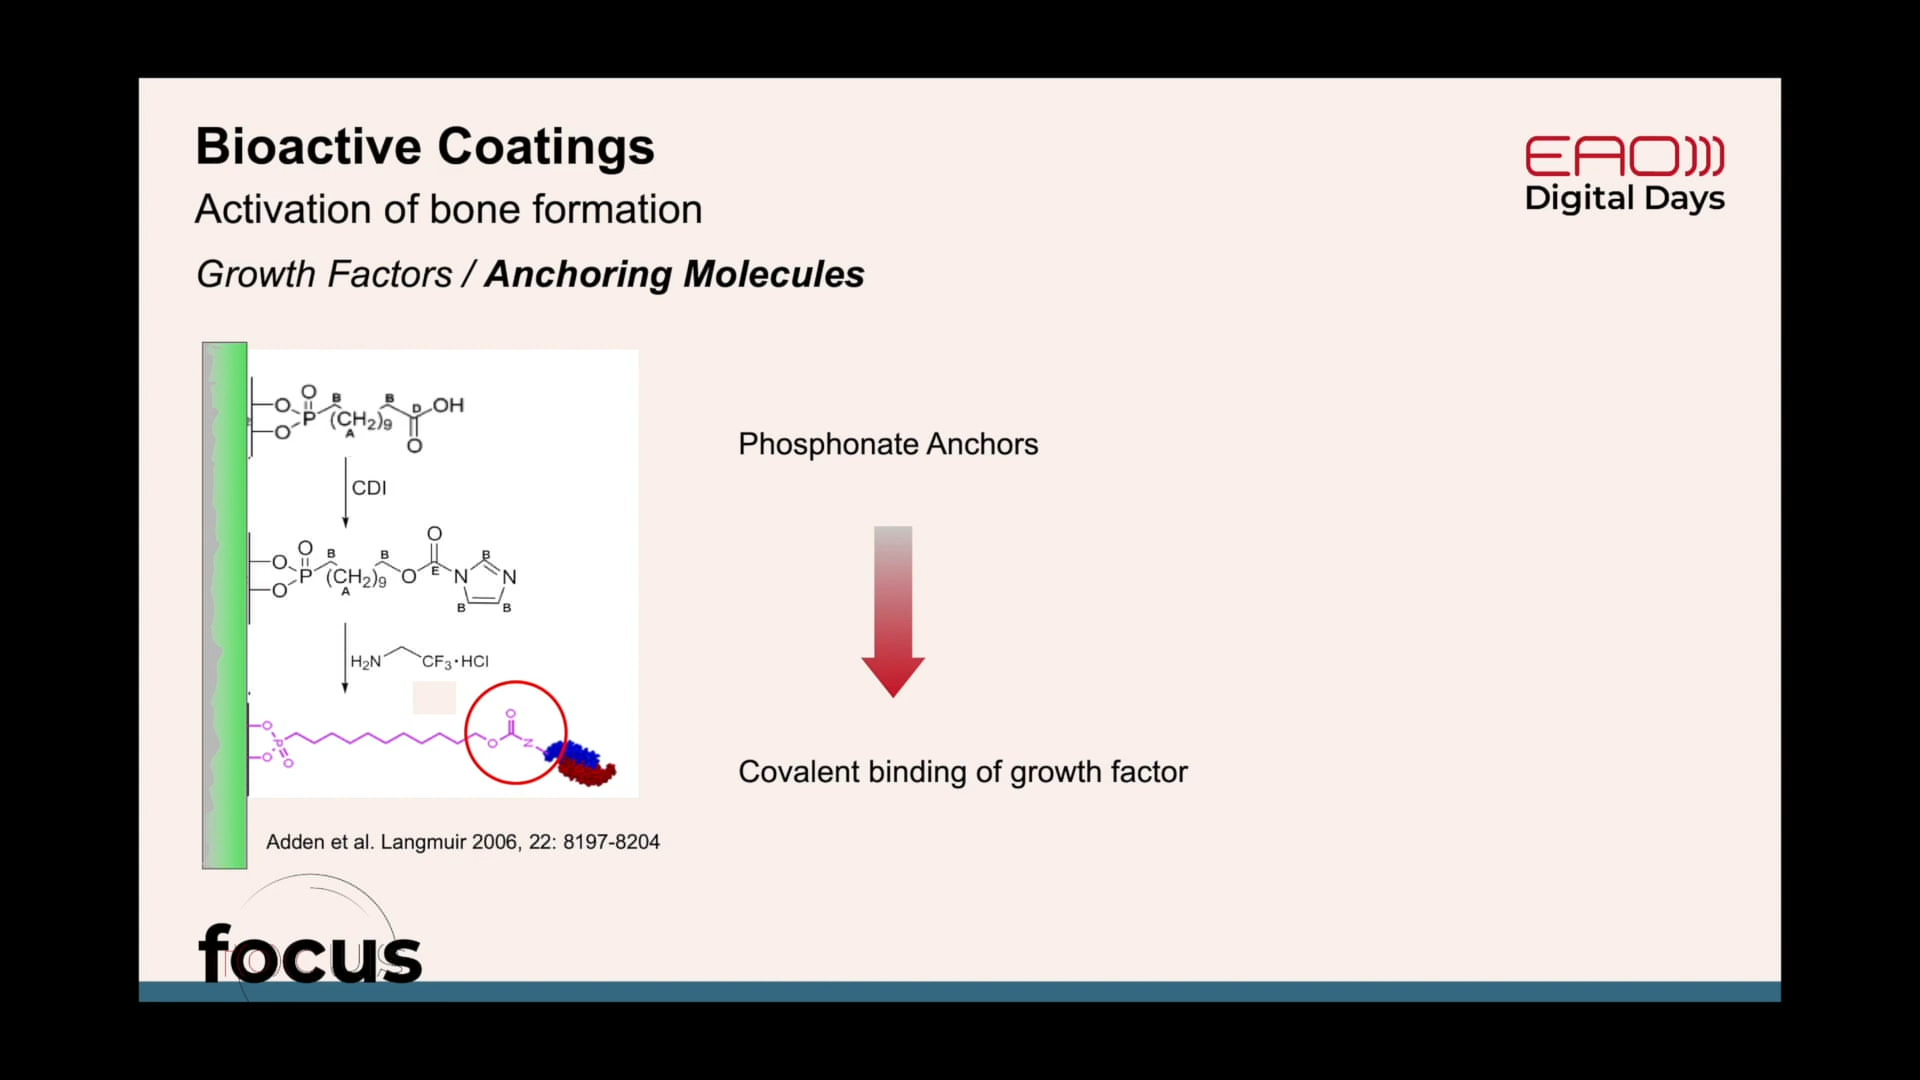 Bioactive Coatings
Activation of bone formation
Growth Factors / Anchoring Molecules
EAO)))
Digital Days
O
O
O
P
B
(CH2)9
A
B
D
OH
O
CDI
O
O
O
P
B
(CH2)9
A
B
O
O
E
N
B
N
B
B
H2N
CF3·HCl
O
P
O
O
O
O
N
Phosphonate Anchors
Covalent binding of growth factor
Adden et al. Langmuir 2006, 22: 8197-8204
focus